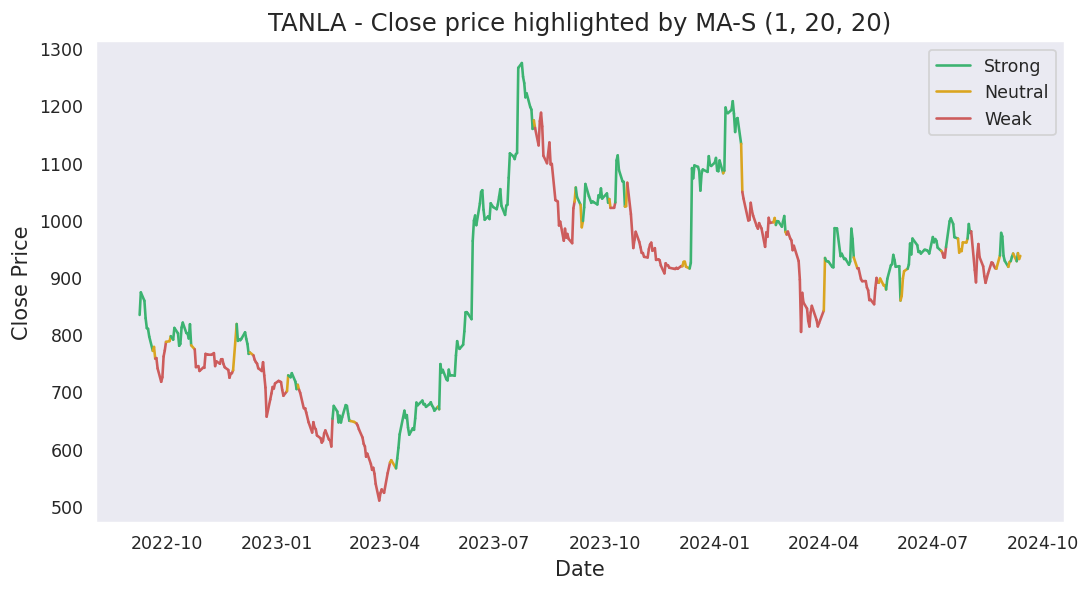 TANLA - Close price highlighted by MA-S (1, 20, 20)
Strong
Neutral
Weak
Close Price
1300
1200
1100
1000
900
800
700
600
500
2022-10 2023-01 2023-04 2023-07 2023-10 2024-01 2024-04 2024-07 2024-10
Date